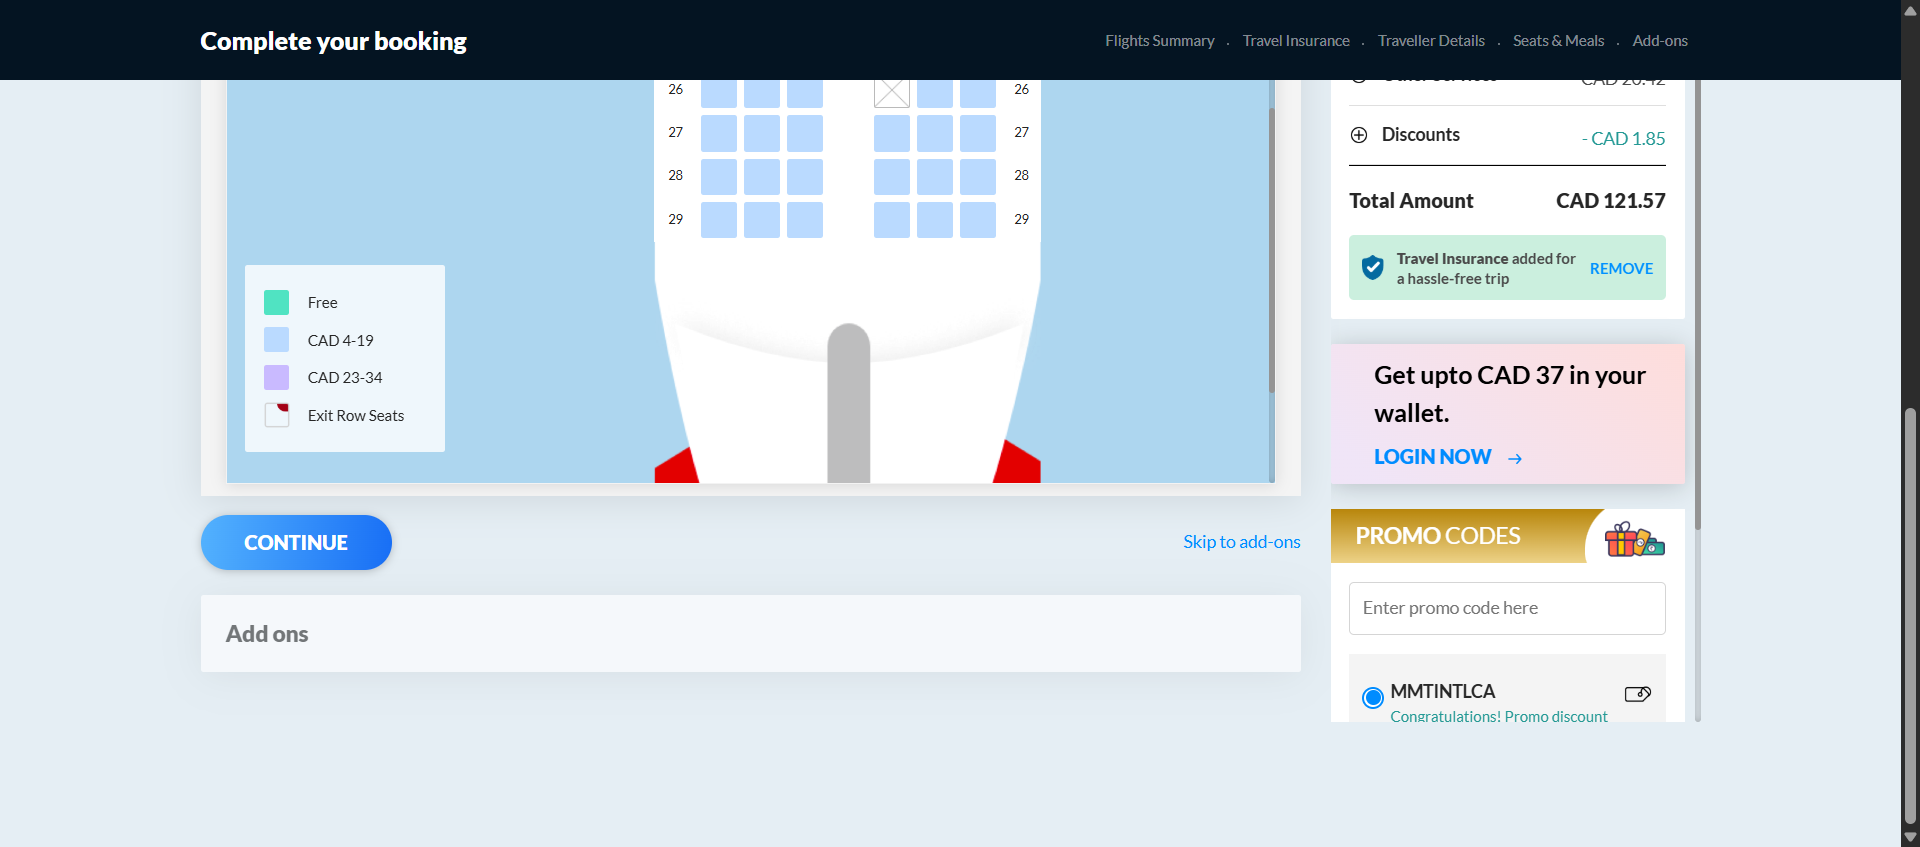 Complete your booking
Flights Summary . Travel Insurance . Traveller Details . Seats & Meals . Add-ons
26 26
27 27
28 28
29 29
Free
CAD 4-19
CAD 23-34
Exit Row Seats
CONTINUE
Skip to add-ons
Add ons
Discounts - CAD 1.85
Total Amount CAD 121.57
Travel Insurance added for
a hassle-free trip
REMOVE
Get upto CAD 37 in your
wallet.
LOGIN NOW →
PROMO CODES
Enter promo code here
MMTINTLCA
Congratulations! Promo discount